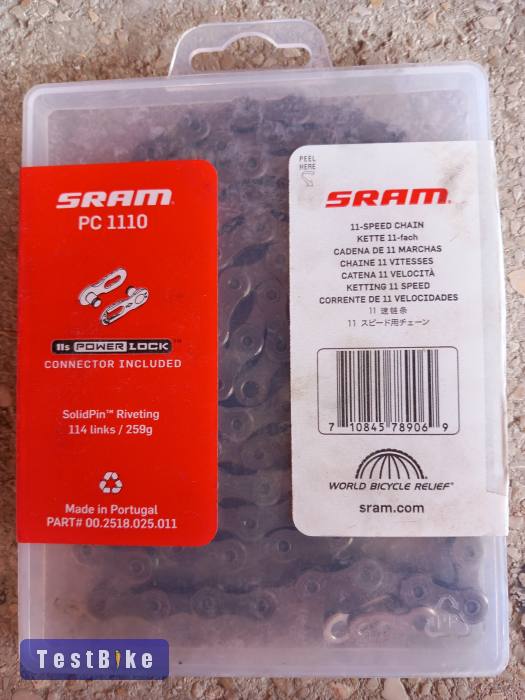 SRAM.
PC 1110
11s POWER LOCK™
CONNECTOR INCLUDED
SolidPin™ Riveting
114 links / 259g
Made in Portugal
PART# 00.2518.025.011
PEEL
HERE
SRAM.
11-SPEED CHAIN
KETTE 11-fach
CADENA DE 11 MARCHAS
CHAINE 11 VITESSES
CATENA 11 VELOCITÀ
KETTING 11 SPEED
CORRENTE DE 11 VELOCIDADES
11 速链条
11 スピード用チェーン
7 10845 78906 9
WORLD BICYCLE RELIEF®
sram.com
PP
TestBike